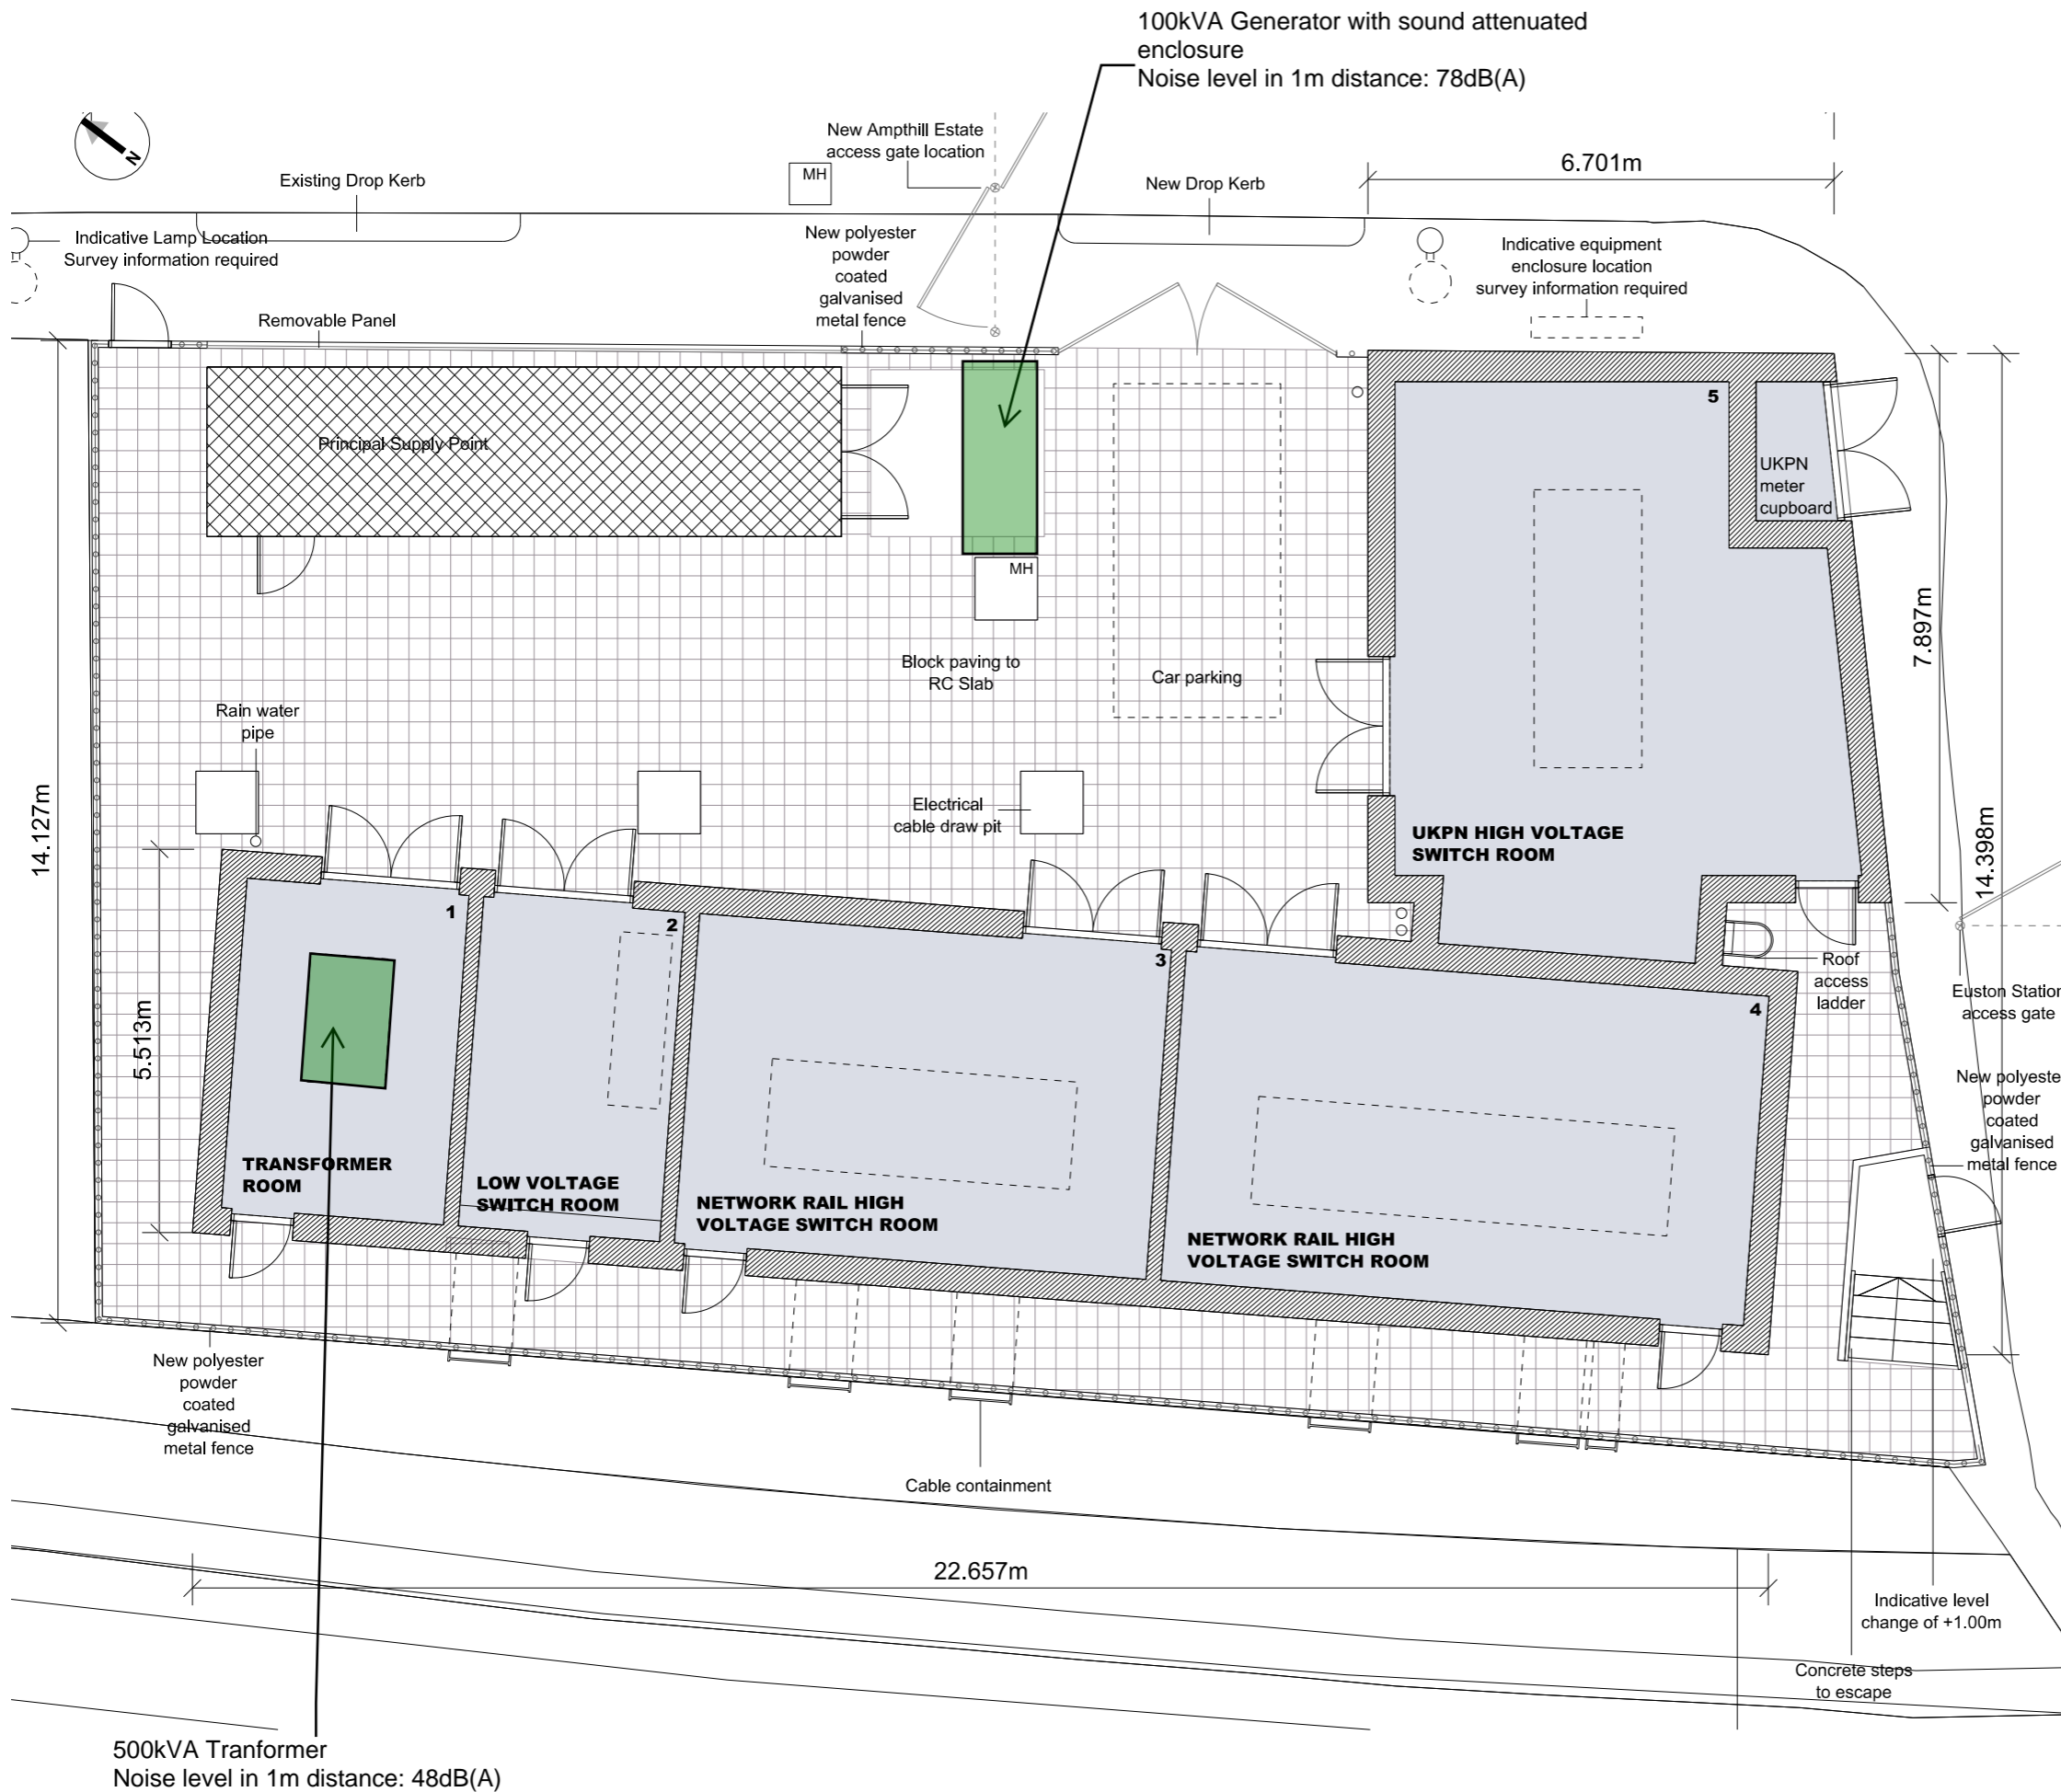 100kVA Generator with sound attenuated
enclosure
Noise level in 1m distance: 78dB(A)
N
New Ampthill Estate
access gate location
MH
6.701m
Existing Drop Kerb
New Drop Kerb
Indicative Lamp Location
Survey information required
New polyester
powder
coated
galvanised
metal fence
Indicative equipment
enclosure location
survey information required
Removable Panel
5
Principal Supply Point
UKPN
meter
cupboard
MH
7.897m
Block paving to
RC Slab
Car parking
Rain water
pipe
14.127m
Electrical
cable draw pit
UKPN HIGH VOLTAGE
SWITCH ROOM
14.398m
1
2
3
4
Roof
access
ladder
Euston Station
access gate
5.513m
New polyeste
powder
coated
galvanised
metal fence
TRANSFORMER
ROOM
LOW VOLTAGE
SWITCH ROOM
NETWORK RAIL HIGH
VOLTAGE SWITCH ROOM
NETWORK RAIL HIGH
VOLTAGE SWITCH ROOM
New polyester
powder
coated
galvanised
metal fence
Cable containment
22.657m
Indicative level
change of +1.00m
Concrete steps
to escape
500kVA Tranformer
Noise level in 1m distance: 48dB(A)